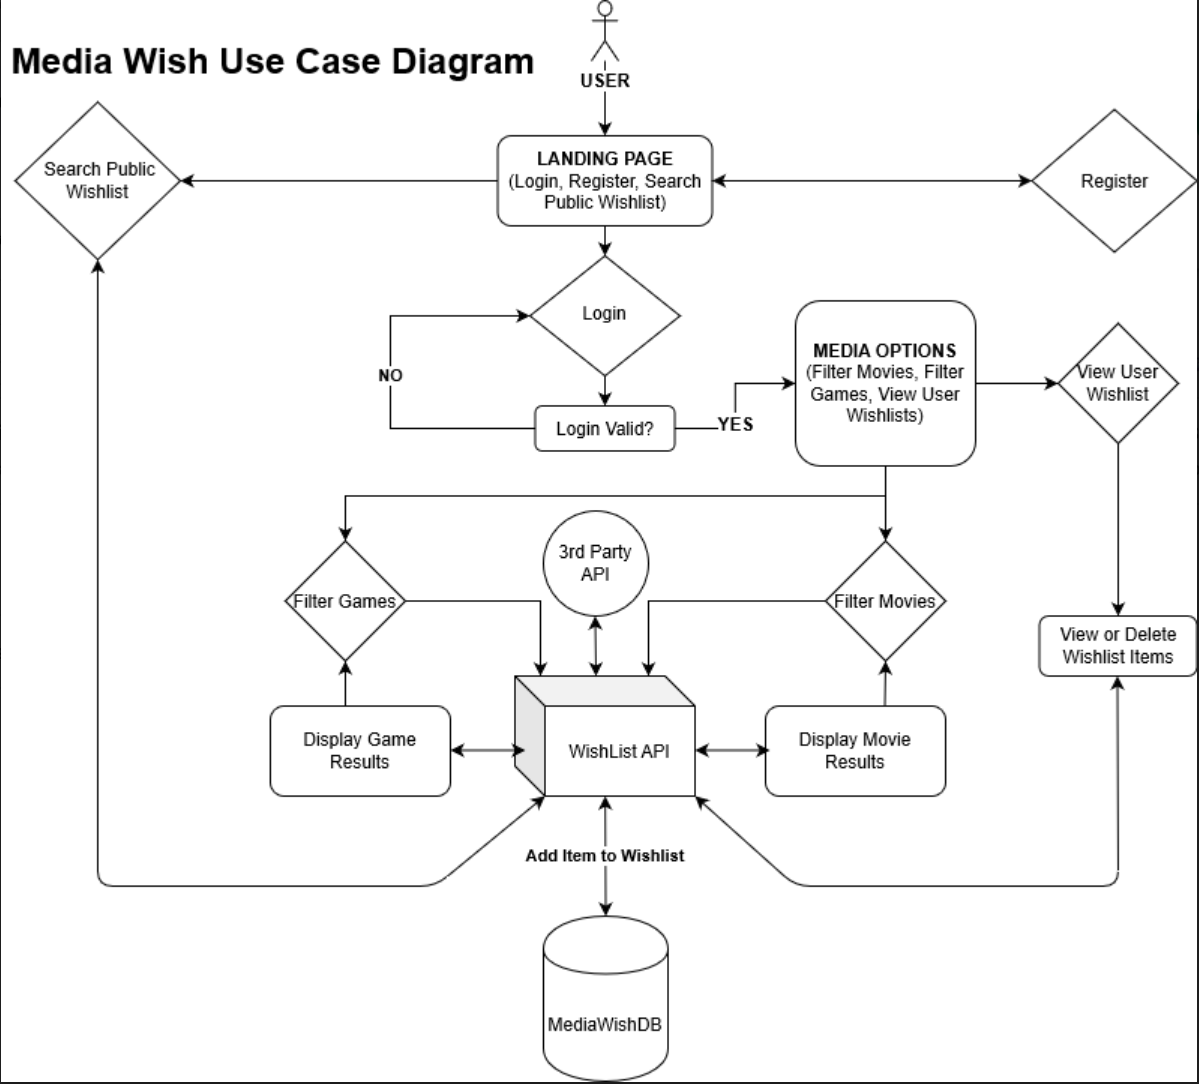 Media Wish Use Case Diagram
USER
Search Public
Wishlist
LANDING PAGE
(Login, Register, Search
Public Wishlist)
Register
Login
NO
Login Valid?
YES
MEDIA OPTIONS
(Filter Movies, Filter
Games, View User
Wishlists)
View User
Wishlist
3rd Party
API
Filter Games
Filter Movies
View or Delete
Wishlist Items
Display Game
Results
WishList API
Display Movie
Results
Add Item to Wishlist
MediaWishDB